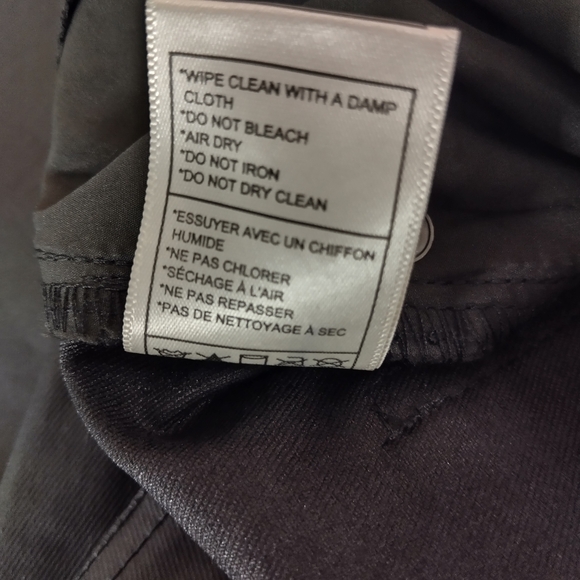 *WIPE CLEAN WITH A DAMP
CLOTH
*DO NOT BLEACH
*AIR DRY
*DO NOT IRON
*DO NOT DRY CLEAN
*ESSUYER AVEC UN CHIFFON
HUMIDE
*NE PAS CHLORER
*SÉCHAGE À L'AIR
*NE PAS REPASSER
*PAS DE NETTOYAGE À SEC